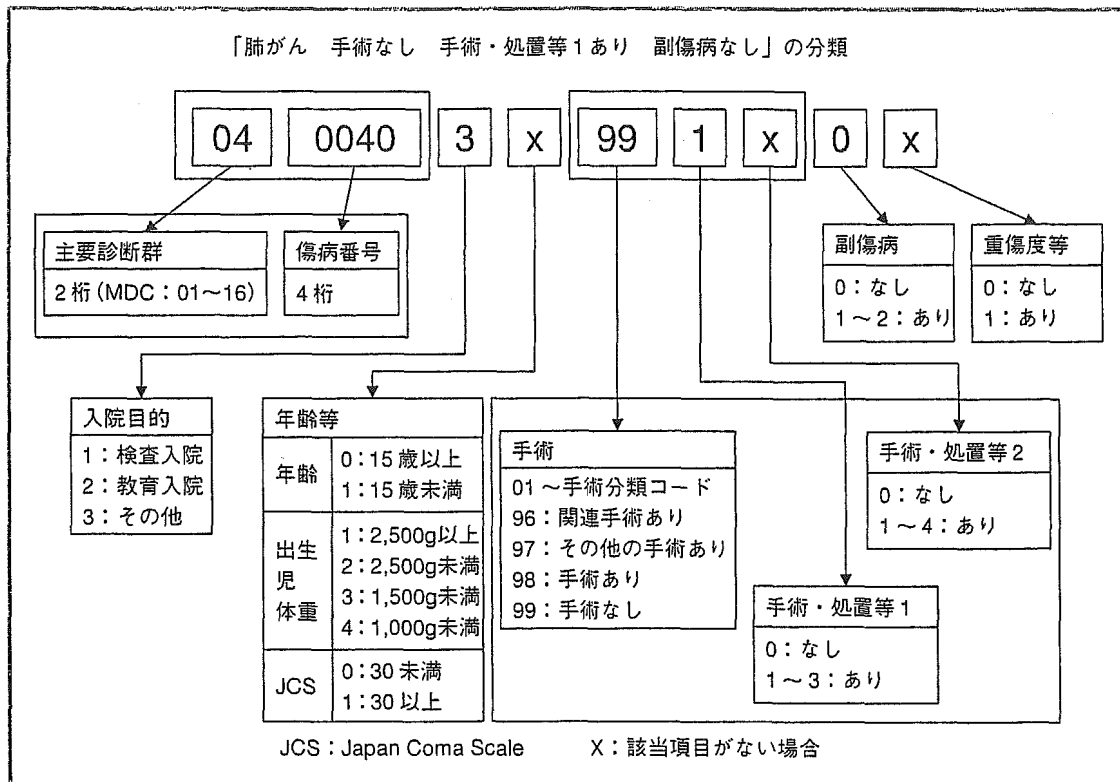 「肺がん 手術なし 手術・処置等1あり 副傷病なし」の分類
04 0040 3 x 99 1 x 0 x
主要診断群
2桁(MDC:01〜16)
傷病番号
4桁
副傷病
0:なし
1〜2:あり
重傷度等
0:なし
1:あり
入院目的
1:検査入院
2:教育入院
3:その他
年齢等
年齢
0:15歳以上
1:15歳未満
出生児体重
1:2,500g以上
2:2,500g未満
3:1,500g未満
4:1,000g未満
JCS
0:30未満
1:30以上
手術
01〜手術分類コード
96:関連手術あり
97:その他の手術あり
98:手術あり
99:手術なし
手術・処置等1
0:なし
1〜3:あり
手術・処置等2
0:なし
1〜4:あり
JCS:Japan Coma Scale X:該当項目がない場合